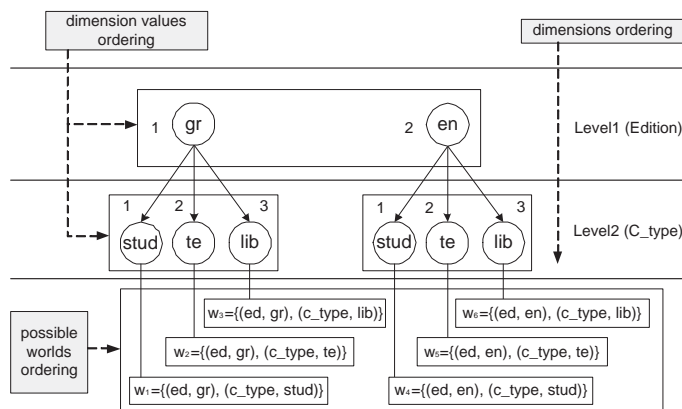 dimension values
ordering
dimensions ordering
1
gr
2
en
Level1 (Edition)
1
2
3
1
2
3
stud
te
lib
stud
te
lib
Level2 (C_type)
w₃={(ed, gr), (c_type, lib)}
w₆={(ed, en), (c_type, lib)}
possible
worlds
ordering
w₂={(ed, gr), (c_type, te)}
w₅={(ed, en), (c_type, te)}
w₁={(ed, gr), (c_type, stud)}
w₄={(ed, en), (c_type, stud)}